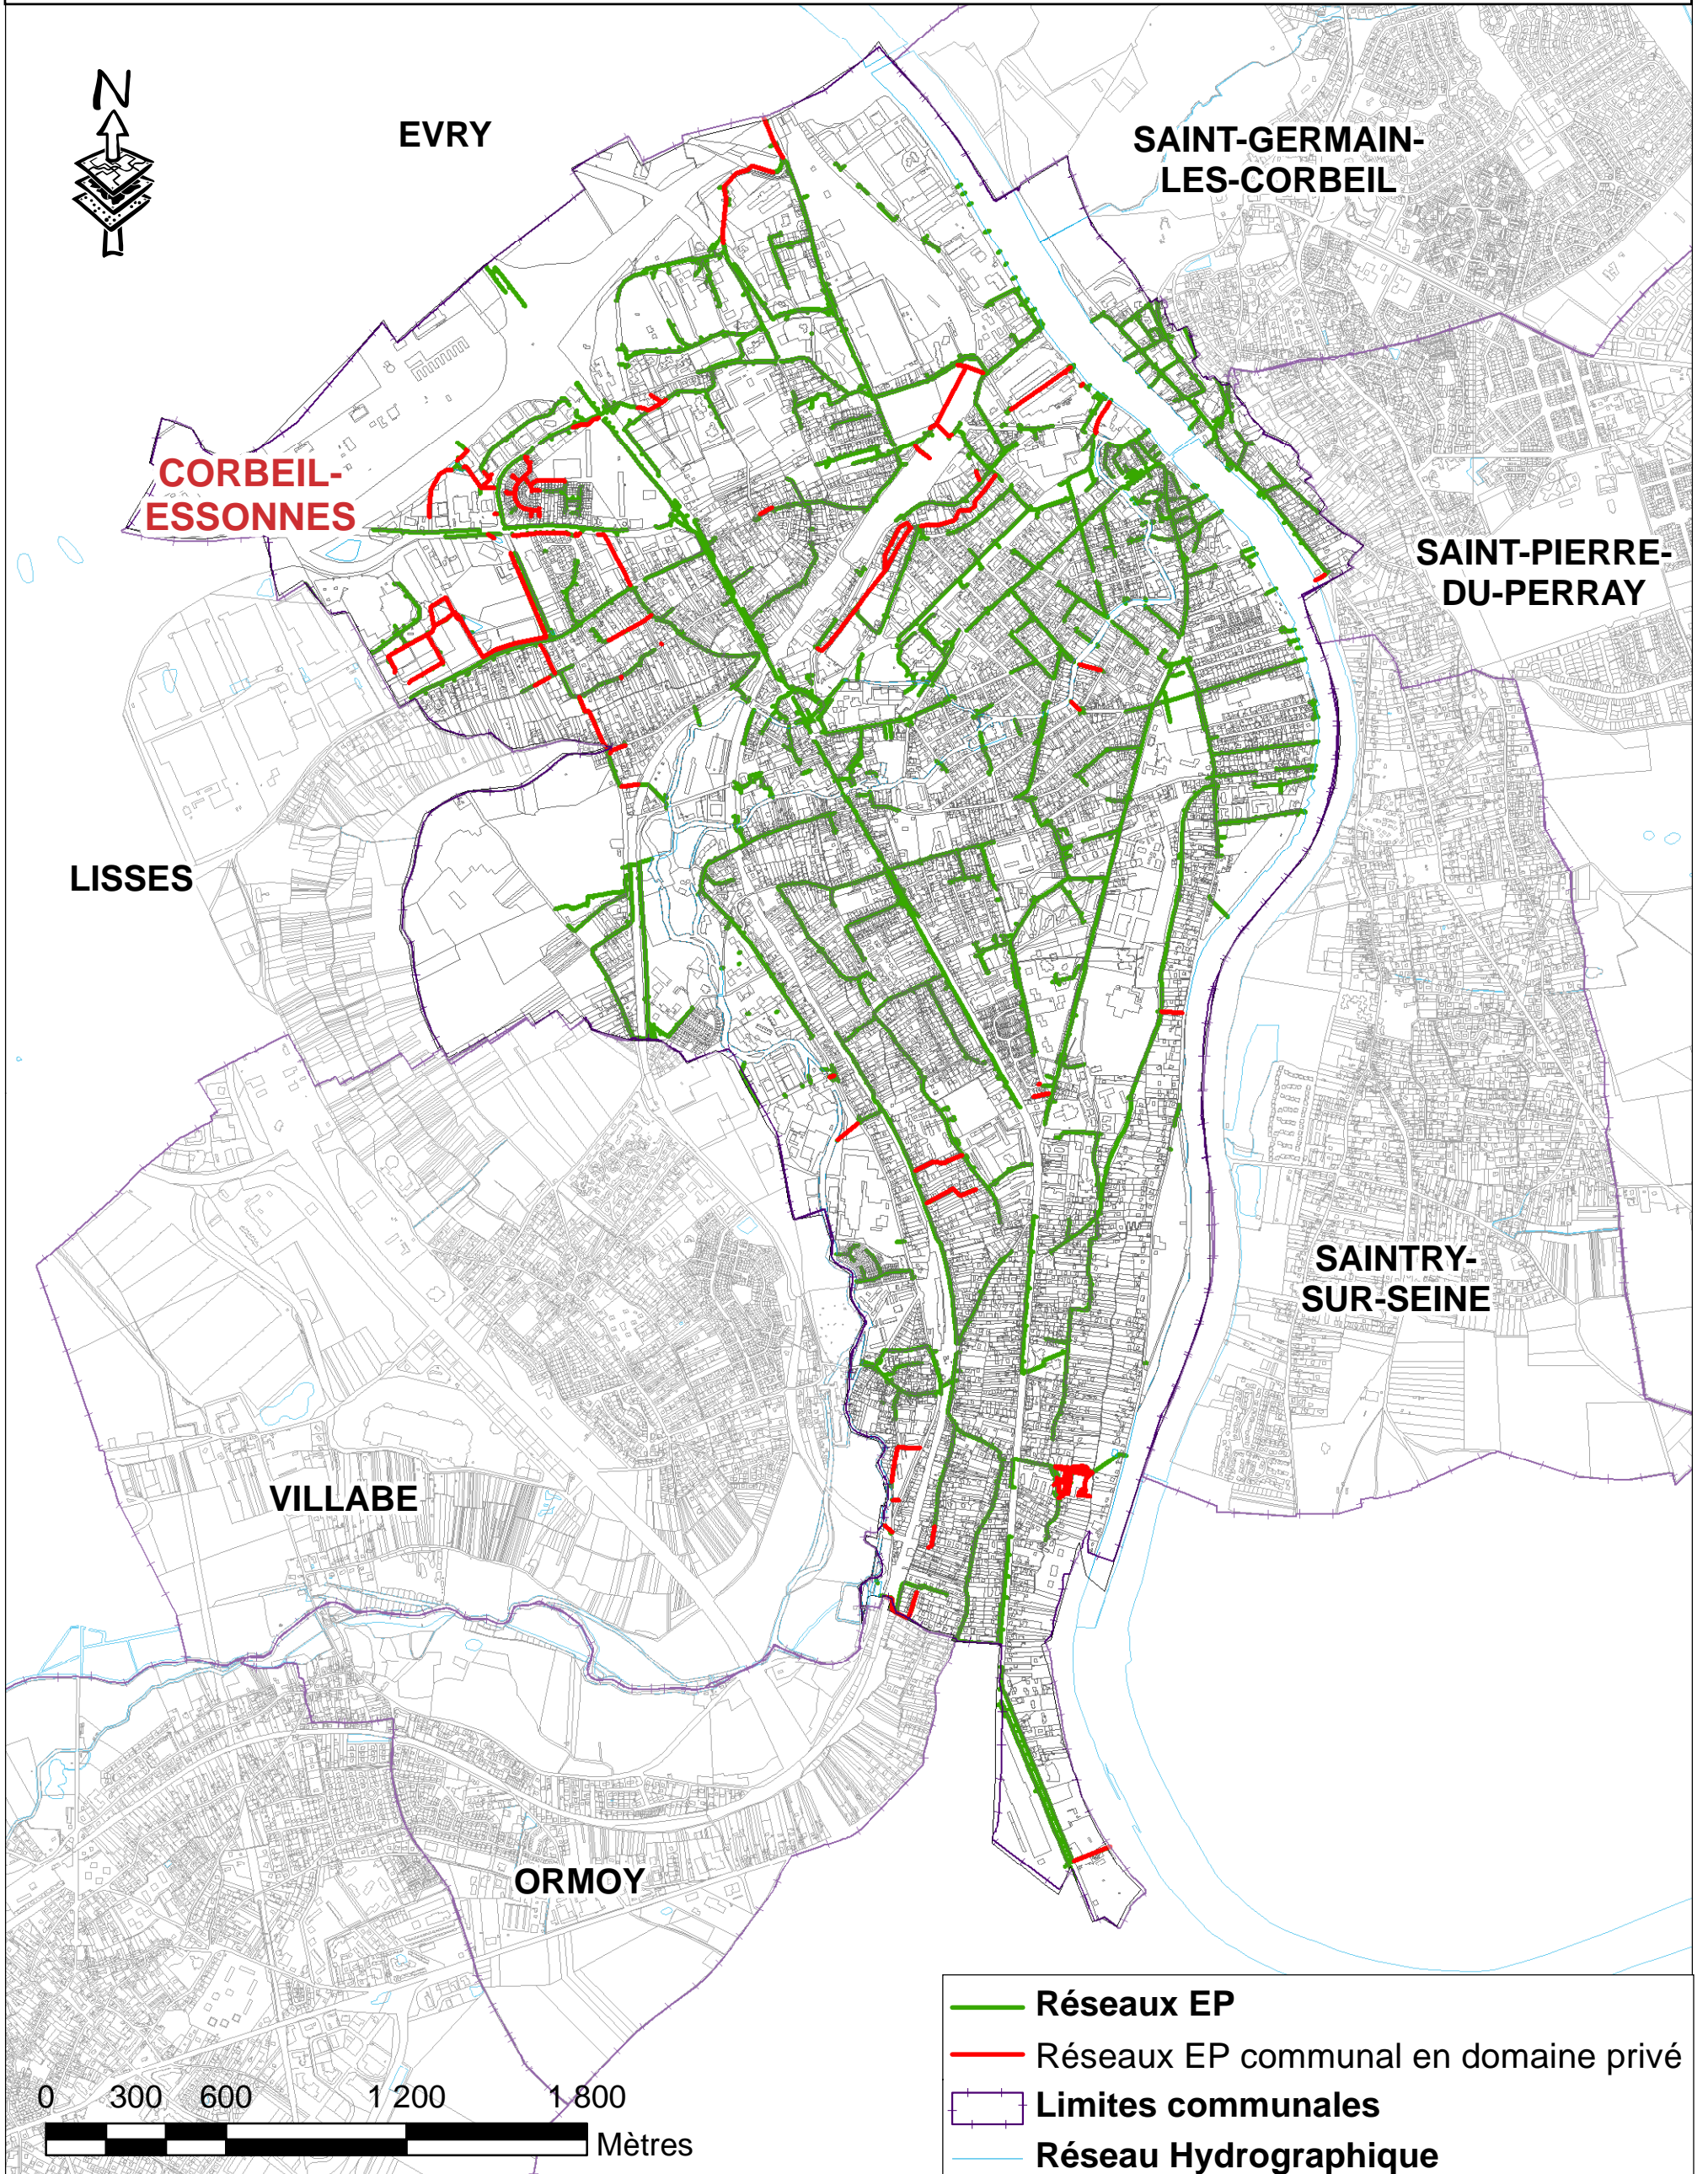 N
EVRY
SAINT-GERMAIN-
LES-CORBEIL
CORBEIL-
ESSONNES
SAINT-PIERRE-
DU-PERRAY
LISSES
SAINTRY-
SUR-SEINE
VILLABE
ORMOY
Réseaux EP
Réseaux EP communal en domaine privé
Limites communales
Réseau Hydrographique
0 300 600 1 200 1 800
Mètres